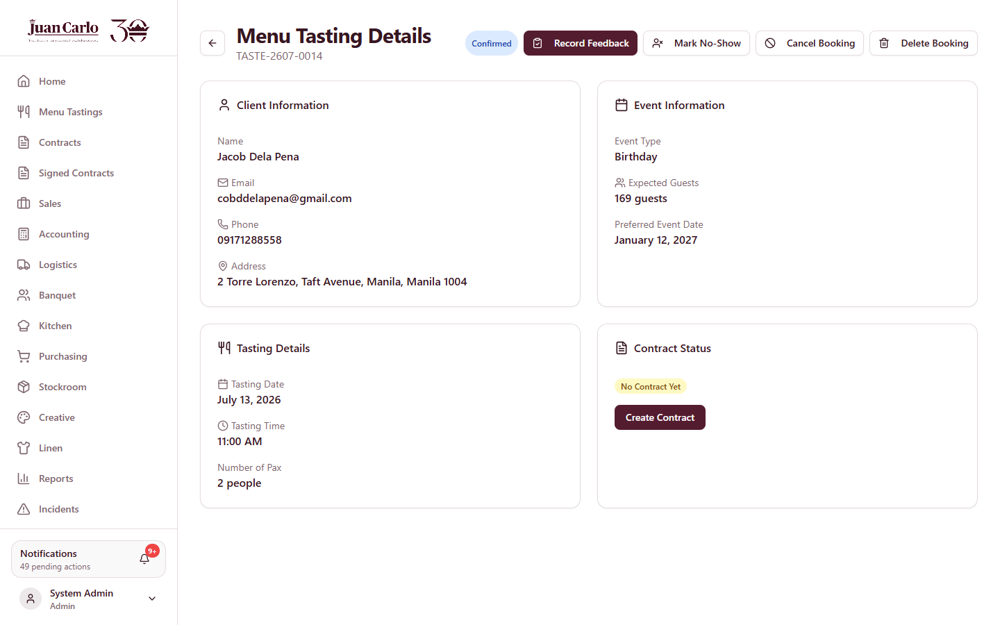 Juan Carlo 30
Home
Menu Tastings
Contracts
Signed Contracts
Sales
Accounting
Logistics
Banquet
Kitchen
Purchasing
Stockroom
Creative
Linen
Reports
Incidents
Notifications
9+
49 pending actions
System Admin
Admin
Menu Tasting Details
TASTE-2607-0014
Confirmed
Record Feedback
Mark No-Show
Cancel Booking
Delete Booking
Client Information
Name
Jacob Dela Pena
Email
cobddelapena@gmail.com
Phone
09171288558
Address
2 Torre Lorenzo, Taft Avenue, Manila, Manila 1004
Event Information
Event Type
Birthday
Expected Guests
169 guests
Preferred Event Date
January 12, 2027
Tasting Details
Tasting Date
July 13, 2026
Tasting Time
11:00 AM
Number of Pax
2 people
Contract Status
No Contract Yet
Create Contract